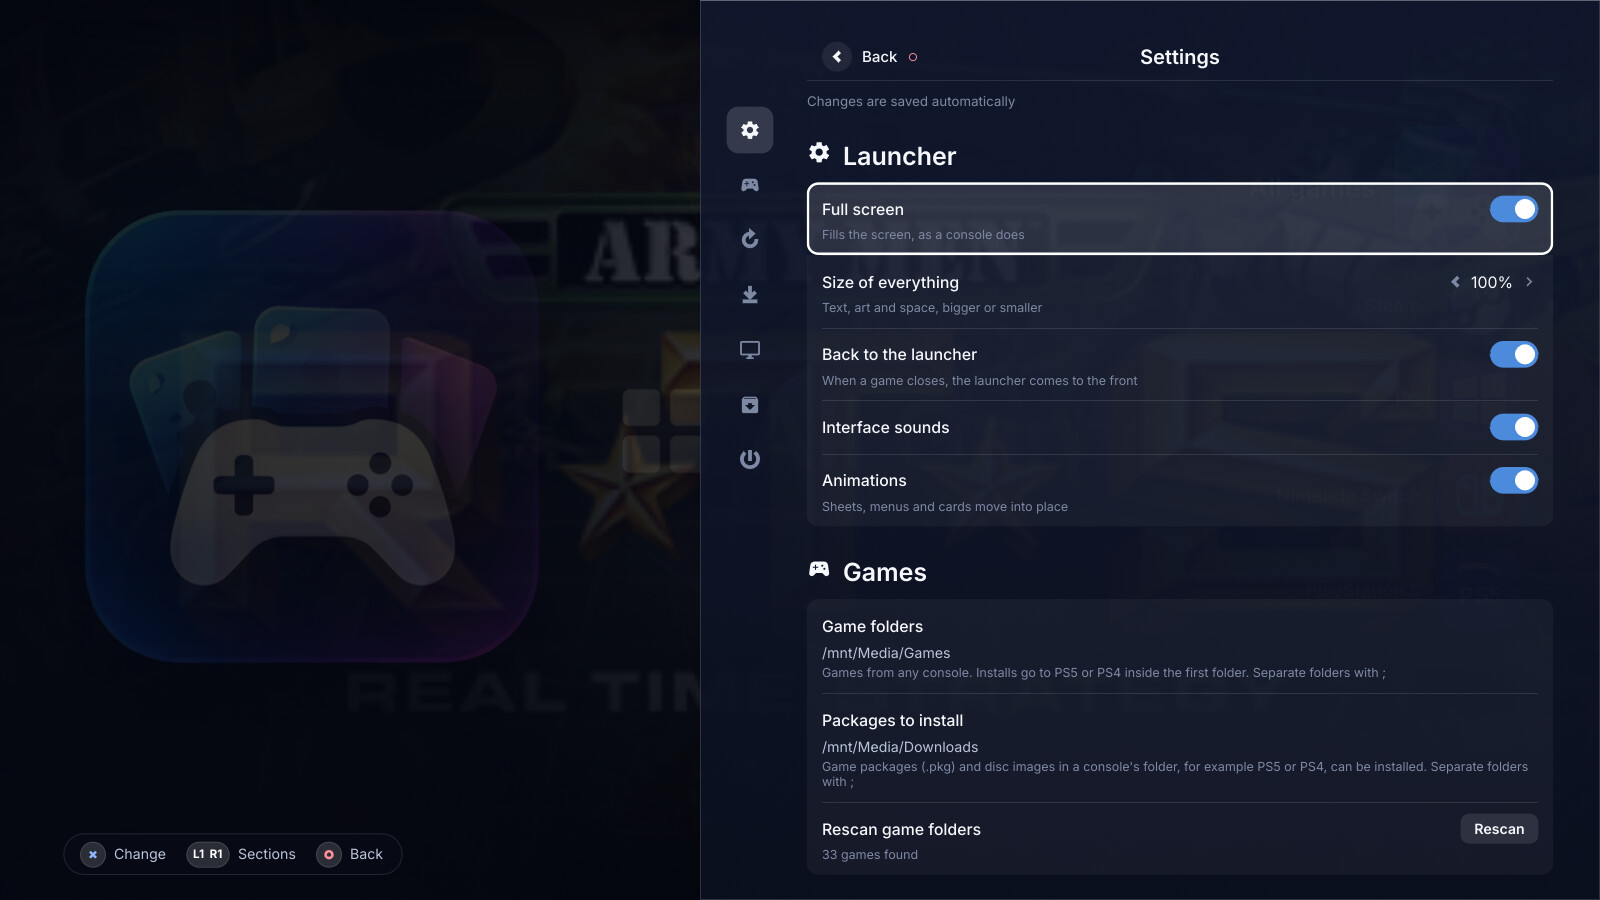 Back
Settings
Changes are saved automatically
Launcher
Full screen
Fills the screen, as a console does
Size of everything
100%
Text, art and space, bigger or smaller
Back to the launcher
When a game closes, the launcher comes to the front
Interface sounds
Animations
Sheets, menus and cards move into place
Games
Game folders
/mnt/Media/Games
Games from any console. Installs go to PS5 or PS4 inside the first folder. Separate folders with ;
Packages to install
/mnt/Media/Downloads
Game packages (.pkg) and disc images in a console's folder, for example PS5 or PS4, can be installed. Separate folders
with ;
Rescan game folders
Rescan
33 games found
ARMY MEN
REAL TIME STRATEGY
Change
L1 R1 Sections
Back